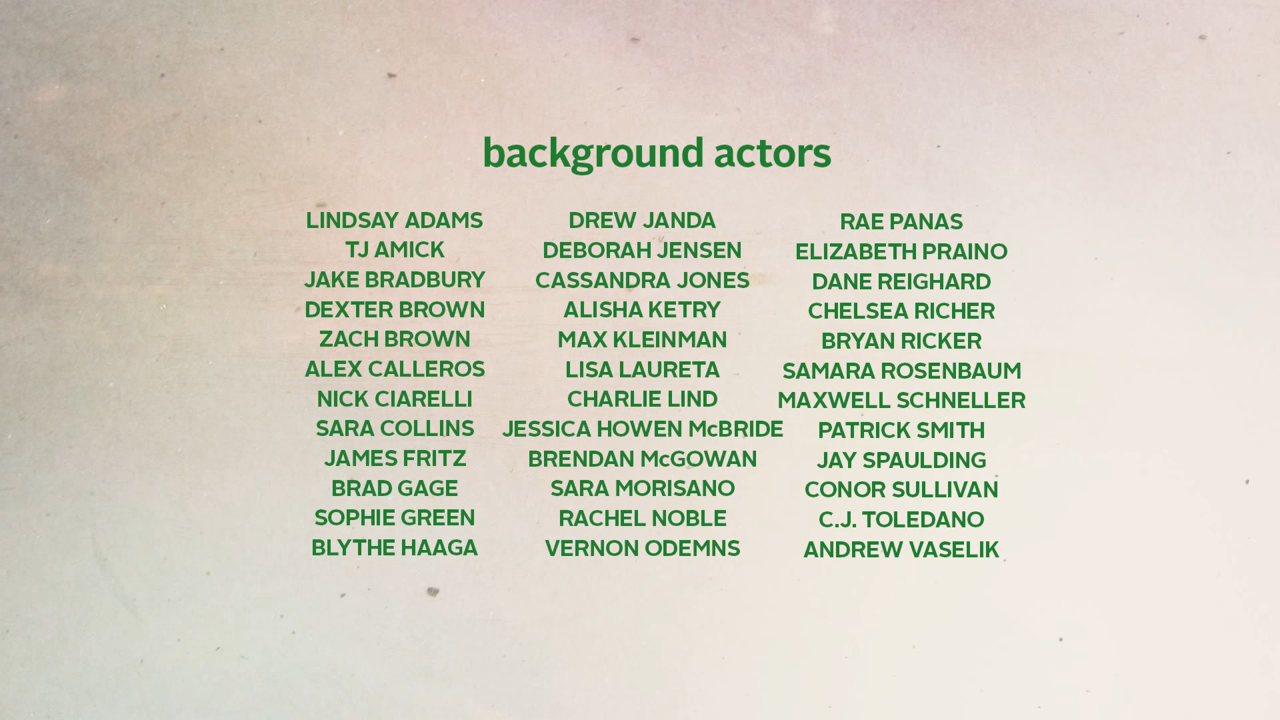 background actors
LINDSAY ADAMS
TJ AMICK
JAKE BRADBURY
DEXTER BROWN
ZACH BROWN
ALEX CALLEROS
NICK CIARELLI
SARA COLLINS
JAMES FRITZ
BRAD GAGE
SOPHIE GREEN
BLYTHE HAAGA
DREW JANDA
DEBORAH JENSEN
CASSANDRA JONES
ALISHA KETRY
MAX KLEINMAN
LISA LAURETA
CHARLIE LIND
JESSICA HOWEN McBRIDE
BRENDAN McGOWAN
SARA MORISANO
RACHEL NOBLE
VERNON ODEMNS
RAE PANAS
ELIZABETH PRAINO
DANE REIGHARD
CHELSEA RICHER
BRYAN RICKER
SAMARA ROSENBAUM
MAXWELL SCHNELLER
PATRICK SMITH
JAY SPAULDING
CONOR SULLIVAN
C.J. TOLEDANO
ANDREW VASELIK